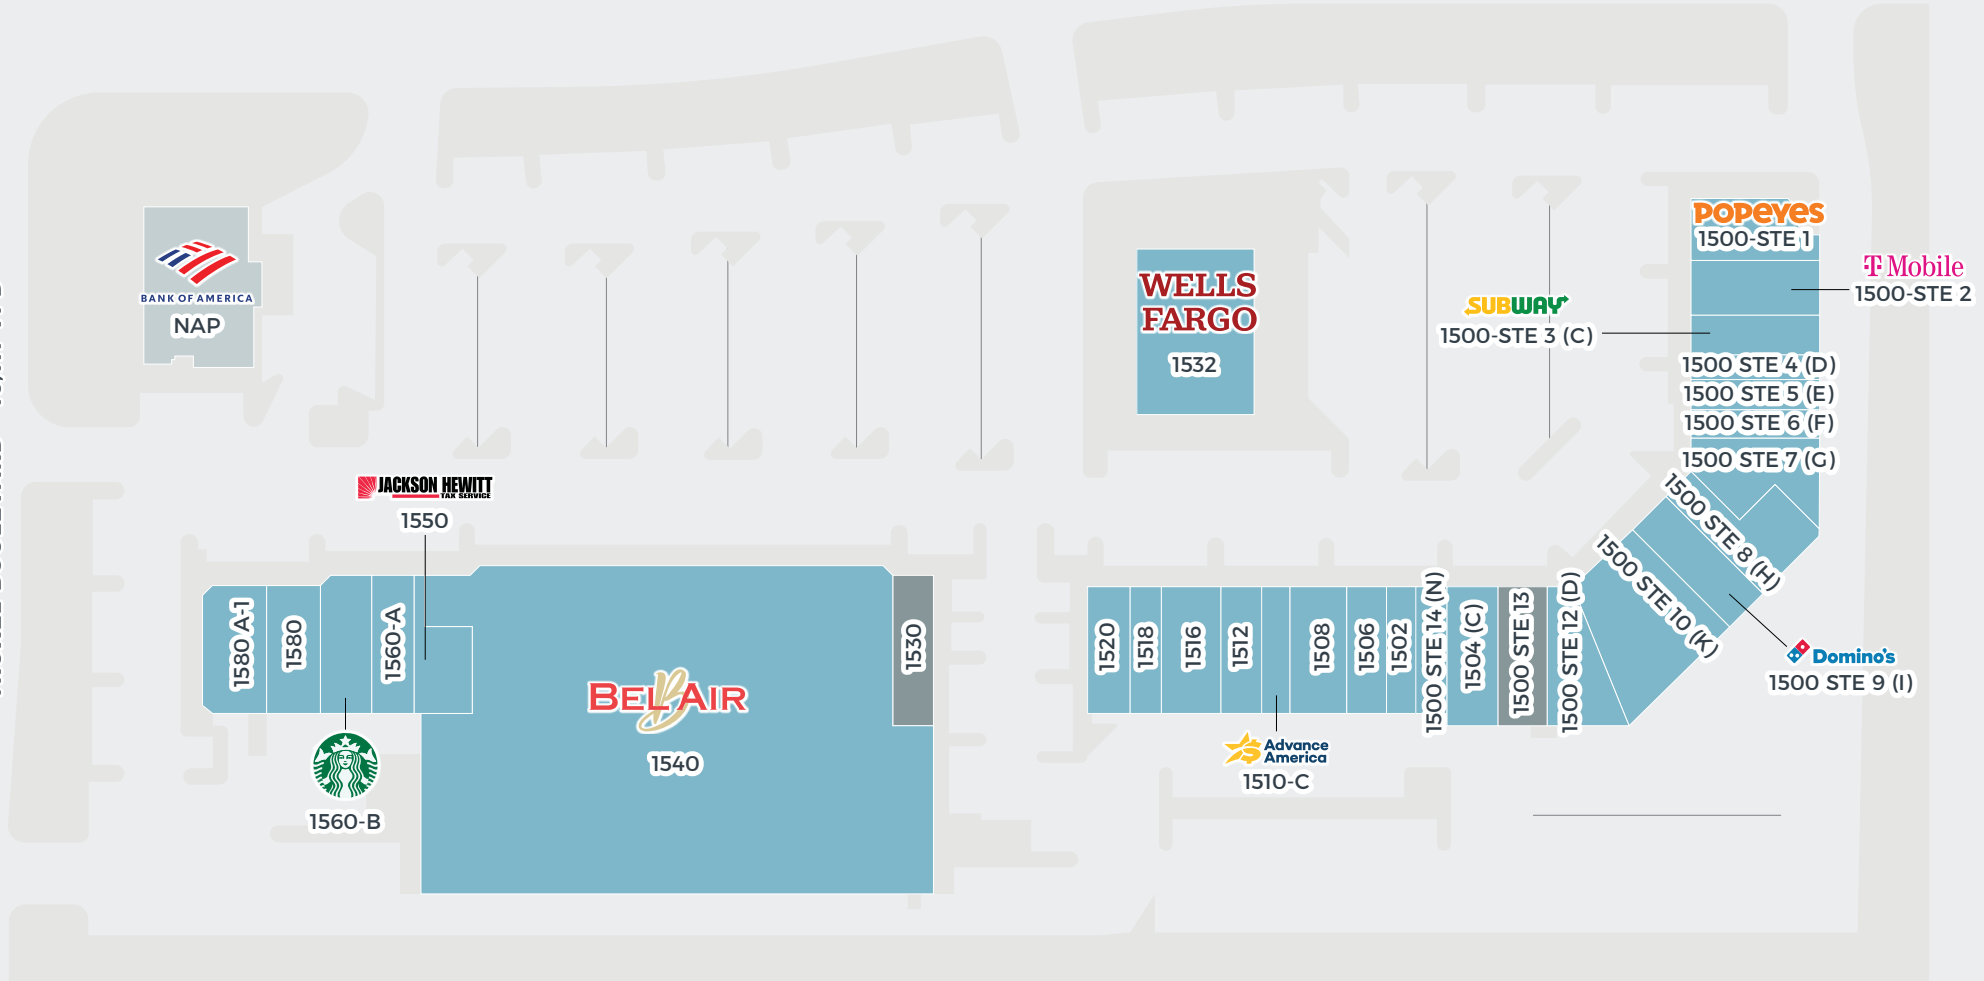 BANK OF AMERICA
NAP
JACKSON HEWITT
TAX SERVICE
1550
1580 A-1
1580
1560-A
1560-B
BEL AIR
1540
1530
WELLS
FARGO
1532
SUBWAY
1500-STE 3 (C)
POPEYES
1500-STE 1
T Mobile
1500-STE 2
1500 STE 4 (D)
1500 STE 5 (E)
1500 STE 6 (F)
1500 STE 7 (G)
1500 STE 8 (H)
1500 STE 10 (K)
Domino's
1500 STE 9 (I)
1520
1518
1516
1512
1508
1506
1502
1500 STE 14 (N)
1504 (C)
1500 STE 13
1500 STE 12 (D)
Advance
America
1510-C